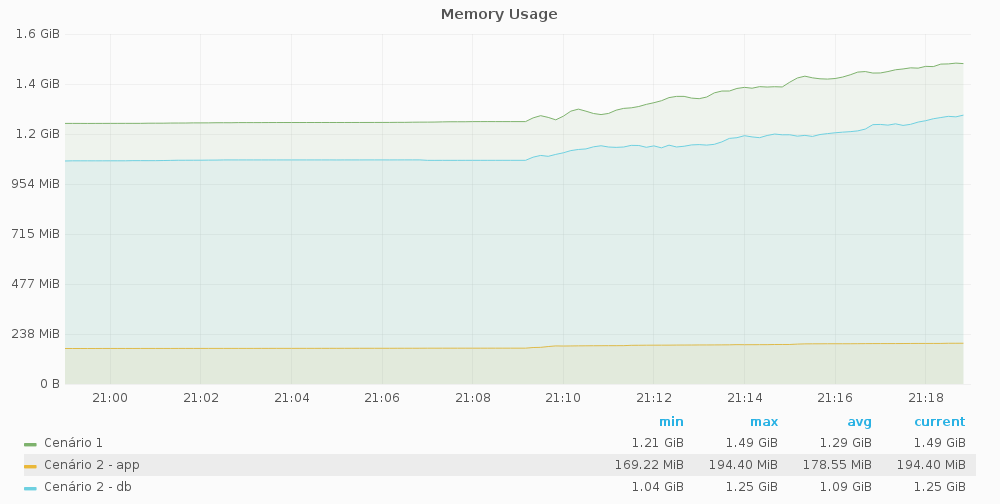 Memory Usage
1.6 GiB
1.4 GiB
1.2 GiB
954 MiB
715 MiB
477 MiB
238 MiB
0 B
21:00 21:02 21:04 21:06 21:08 21:10 21:12 21:14 21:16 21:18
min max avg current
Cenário 1 1.21 GiB 1.49 GiB 1.29 GiB 1.49 GiB
Cenário 2 - app 169.22 MiB 194.40 MiB 178.55 MiB 194.40 MiB
Cenário 2 - db 1.04 GiB 1.25 GiB 1.09 GiB 1.25 GiB